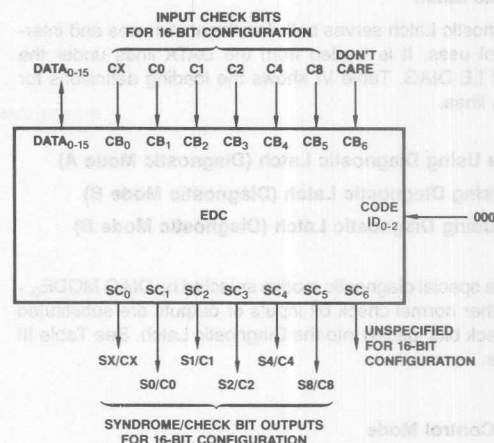 INPUT CHECK BITS
FOR 16-BIT CONFIGURATION
DATA0-15 CX C0 C1 C2 C4 C8 DON'T CARE
DATA0-15 CB0 CB1 CB2 CB3 CB4 CB5 CB6
EDC
CODE
ID0-2
000
SC0 SC1 SC2 SC3 SC4 SC5 SC6
UNSPECIFIED
FOR 16-BIT
CONFIGURATION
SX/CX S1/C1 S4/C4
S0/C0 S2/C2 S8/C8
SYNDROME/CHECK BIT OUTPUTS
FOR 16-BIT CONFIGURATION